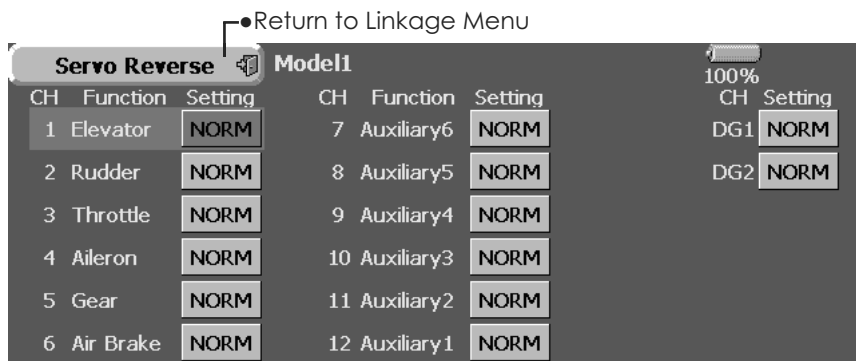 ●Return to Linkage Menu
Servo Reverse Model1 100%
CH Function Setting CH Function Setting CH Setting
1 Elevator NORM 7 Auxiliary6 NORM DG1 NORM
2 Rudder NORM 8 Auxiliary5 NORM DG2 NORM
3 Throttle NORM 9 Auxiliary4 NORM
4 Aileron NORM 10 Auxiliary3 NORM
5 Gear NORM 11 Auxiliary2 NORM
6 Air Brake NORM 12 Auxiliary1 NORM